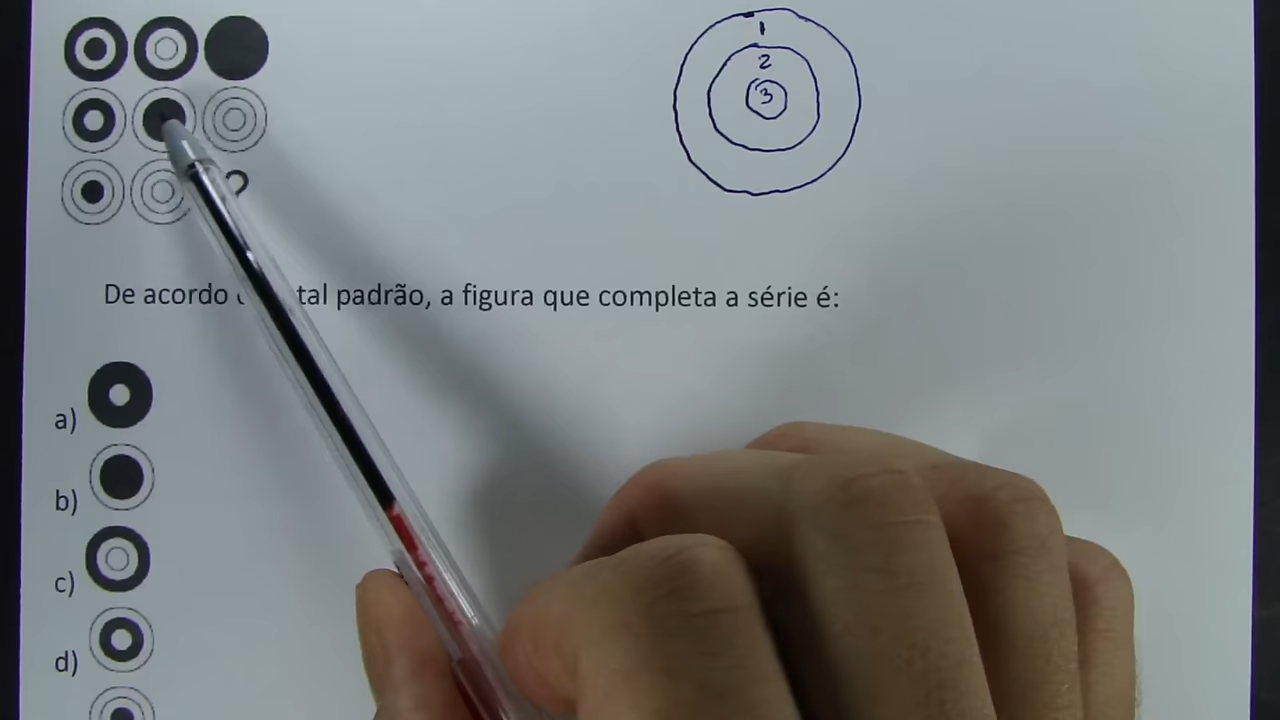 1
2
3
?
De acordo tal padrão, a figura que completa a série é:
a)
b)
c)
d)